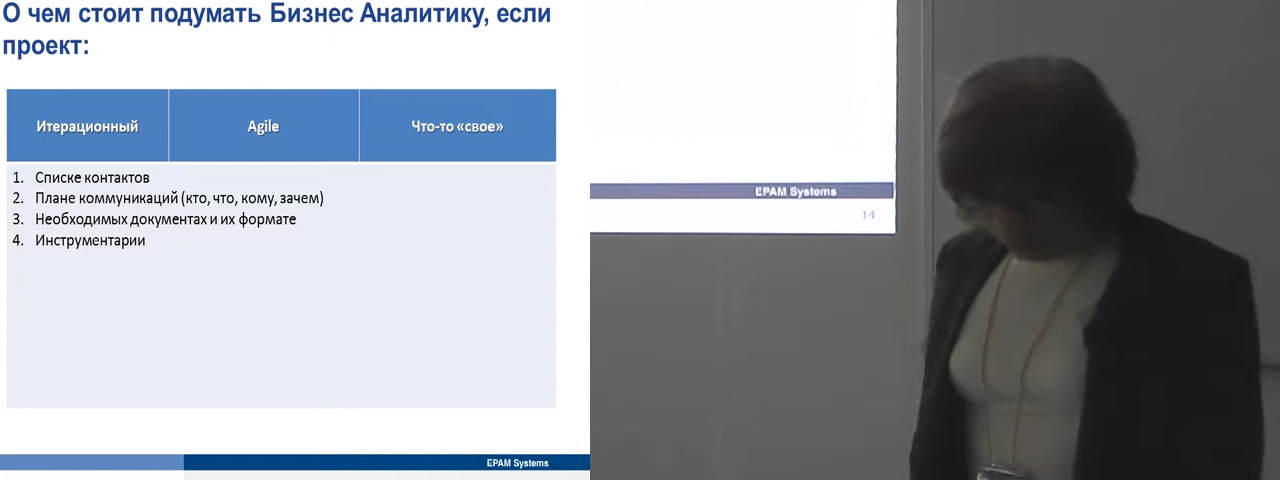 О чем стоит подумать Бизнес Аналитику, если
проект:
Итерационный
Agile
Что-то «свое»
1. Списке контактов
2. Плане коммуникаций (кто, что, кому, зачем)
3. Необходимых документах и их формате
4. Инструментарии
EPAM Systems
EPAM Systems
14